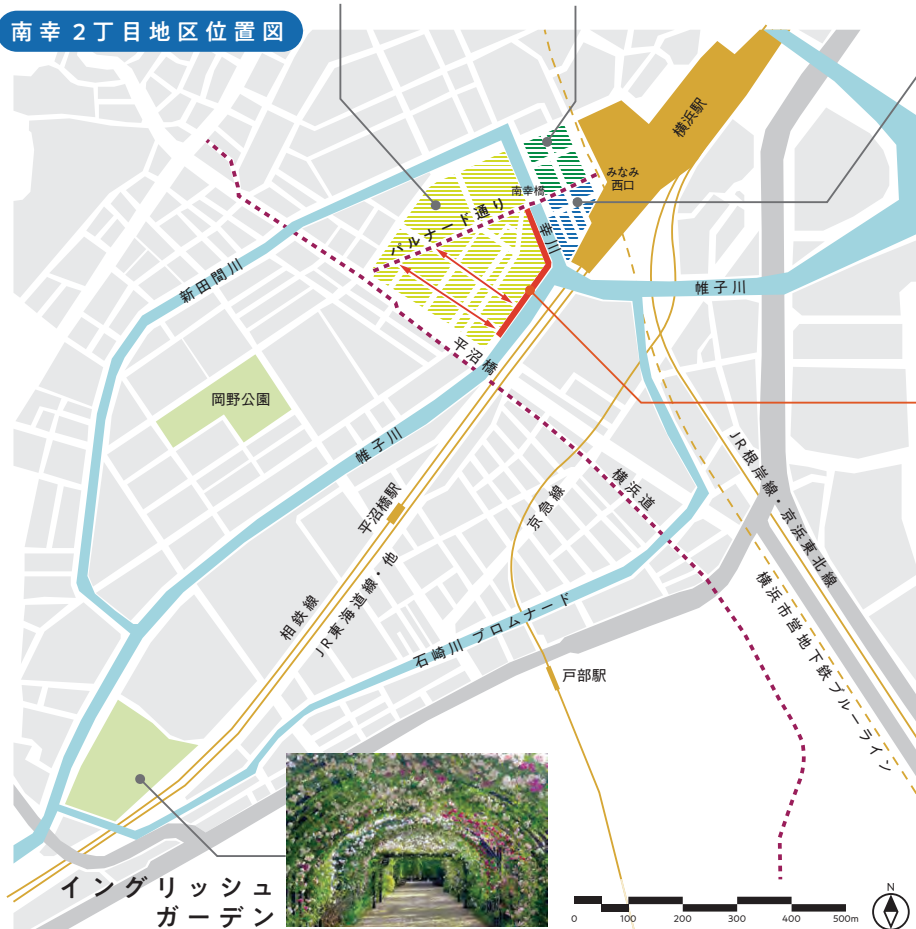 南幸2丁目地区位置図
横浜駅
みなみ
西口
南幸橋
パルナード通り
幸川
新田間川
帷子川
平沼橋
岡野公園
帷子川
平沼橋駅
横浜道
京急線
JR根岸線・京浜東北線
相鉄線
JR東海道線・他
横浜市営地下鉄ブルーライン
石崎川 プロムナード
戸部駅
イングリッシュ
ガーデン
0 100 200 300 400 500m
N